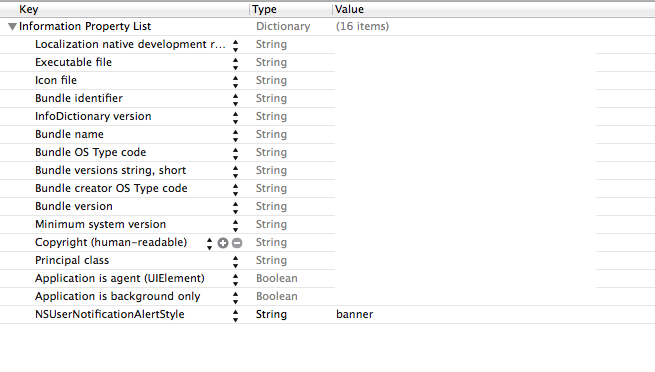 Key Type Value
Information Property List Dictionary (16 items)
Localization native development r... String
Executable file String
Icon file String
Bundle identifier String
InfoDictionary version String
Bundle name String
Bundle OS Type code String
Bundle versions string, short String
Bundle creator OS Type code String
Bundle version String
Minimum system version String
Copyright (human-readable) String
Principal class String
Application is agent (UIElement) Boolean
Application is background only Boolean
NSUserNotificationAlertStyle String banner